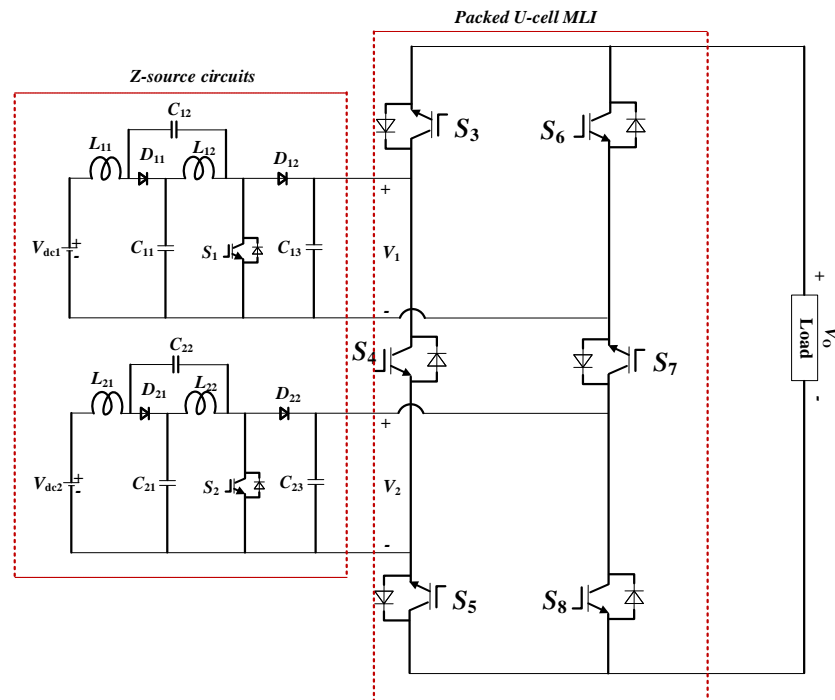 Packed U-cell MLI
Z-source circuits
C12
L11
D11
L12
D12
S3
S6
+
Vdc1
+
-
C11
S1
C13
V1
-
S4
S7
+
Load
VO
-
C22
L21
D21
L22
D22
+
Vdc2
+
-
C21
S2
C23
V2
-
S5
S8